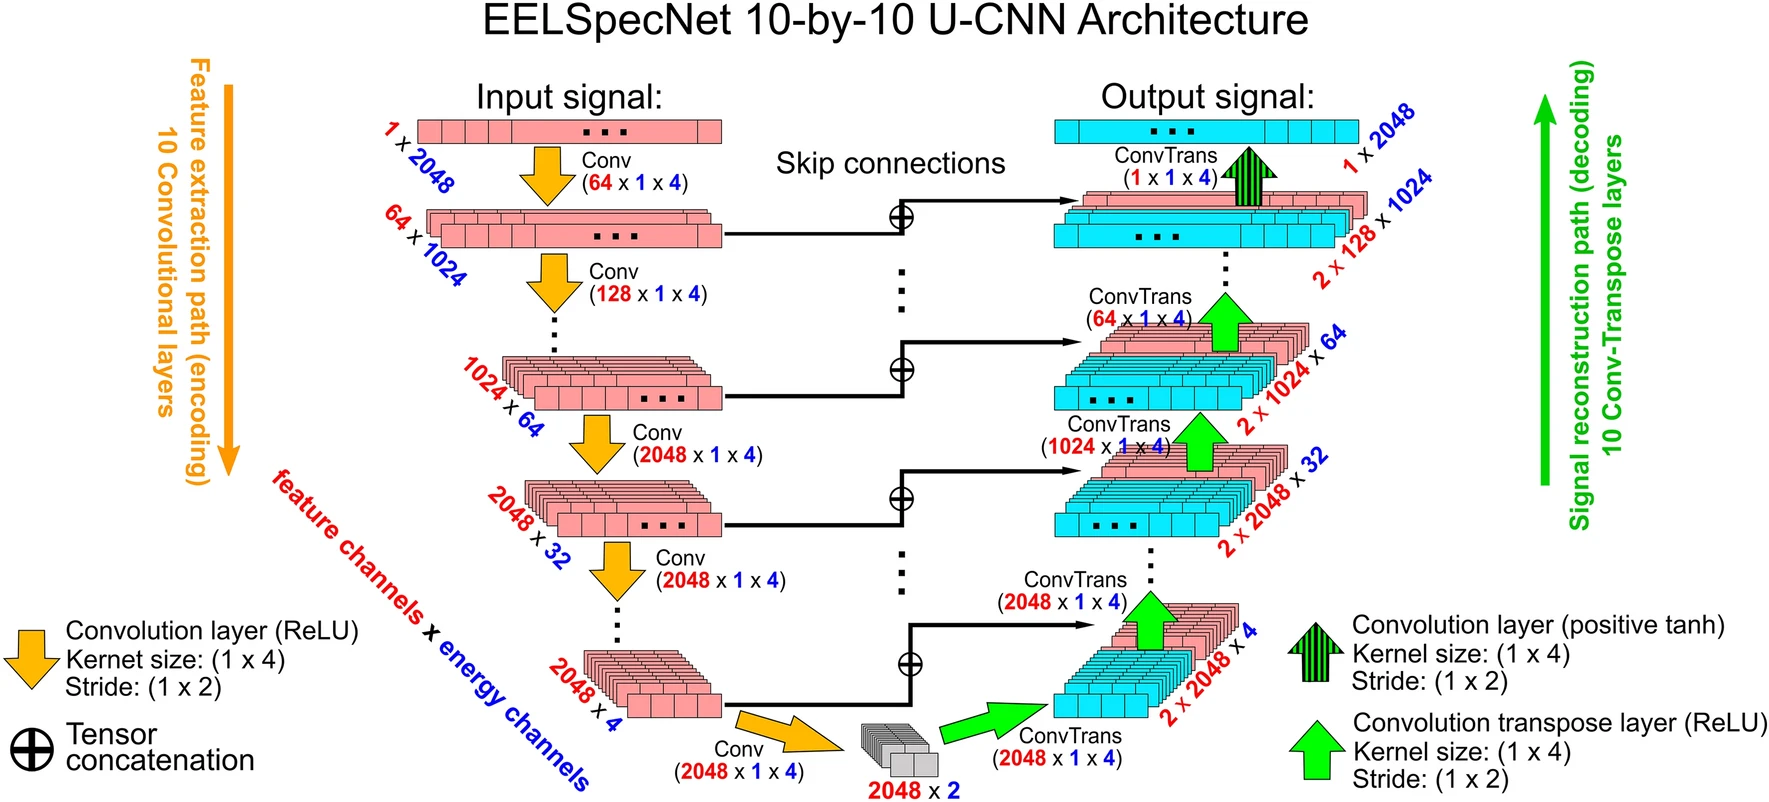 EELSpecNet 10-by-10 U-CNN Architecture
Feature extraction path (encoding)
10 Convolutional layers
Input signal:
1 x 2048
Conv
(64 x 1 x 4)
64 x 1024
Conv
(128 x 1 x 4)
1024 x 64
Conv
(2048 x 1 x 4)
2048 x 32
Conv
(2048 x 1 x 4)
2048 x 4
Conv
(2048 x 1 x 4)
2048 x 2
feature channels x energy channels
Skip connections
Output signal:
1 x 2048
ConvTrans
(1 x 1 x 4)
2 x 128 x 1024
ConvTrans
(64 x 1 x 4)
2 x 1024 x 64
ConvTrans
(1024 x 1 x 4)
2 x 2048 x 32
ConvTrans
(2048 x 1 x 4)
2 x 2048 x 4
ConvTrans
(2048 x 1 x 4)
Signal reconstruction path (decoding)
10 Conv-Transpose layers
Convolution layer (ReLU)
Kernet size: (1 x 4)
Stride: (1 x 2)
Tensor
concatenation
Convolution layer (positive tanh)
Kernel size: (1 x 4)
Stride: (1 x 2)
Convolution transpose layer (ReLU)
Kernel size: (1 x 4)
Stride: (1 x 2)